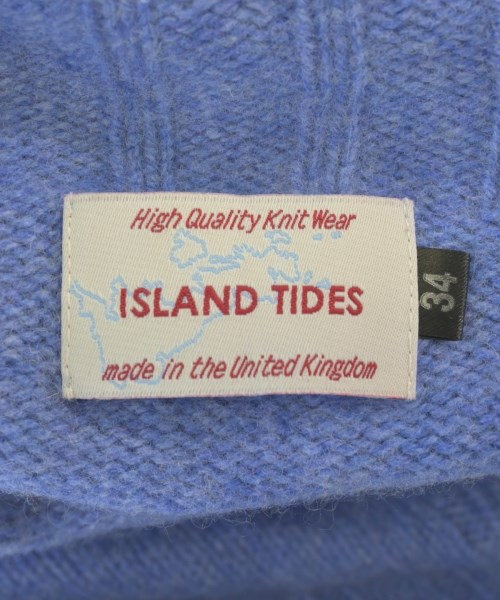 High Quality Knit Wear
ISLAND TIDES
made in the United Kingdom
34